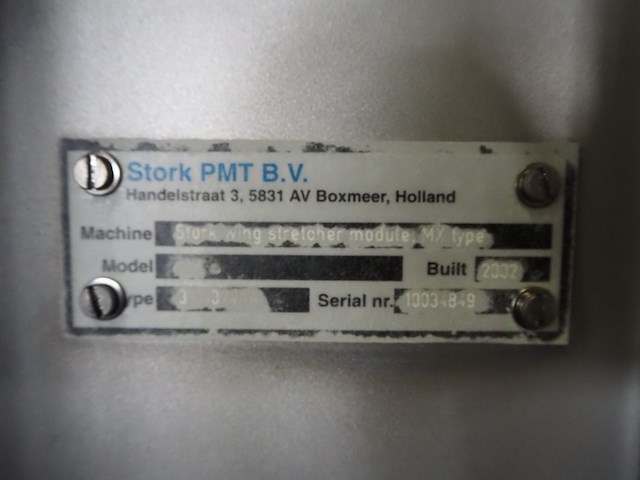 Stork PMT B.V.
Handelstraat 3, 5831 AV Boxmeer, Holland
Machine Stork wing stretcher module MX type
Model Built 2002
Serial nr. 10034849